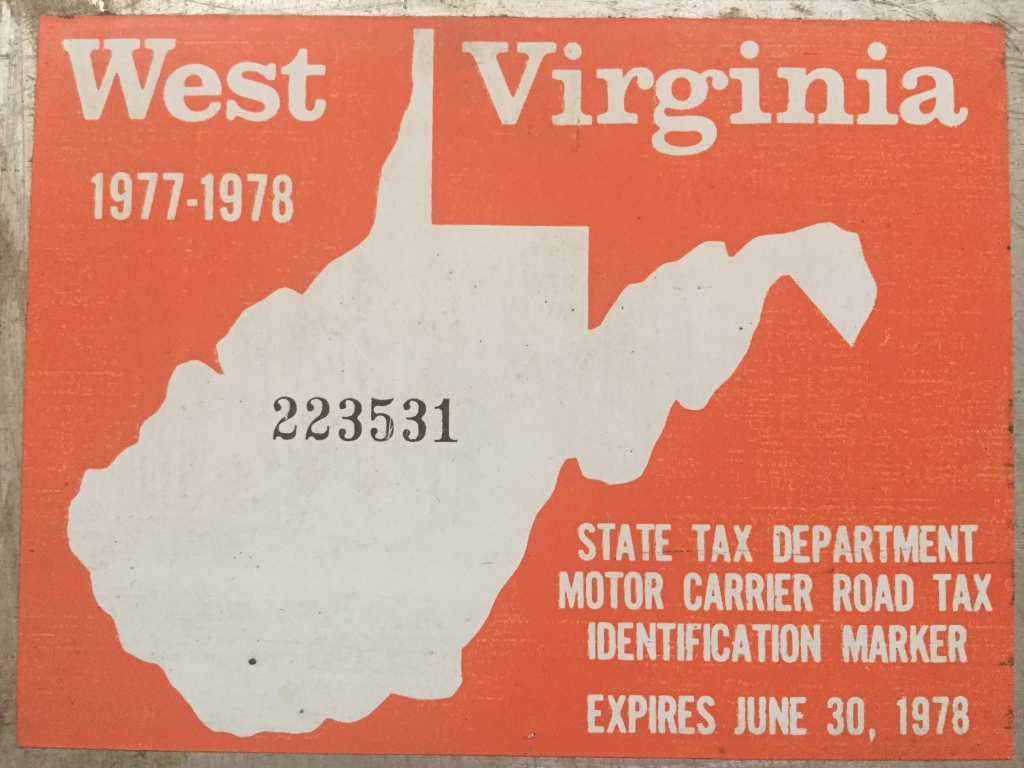 West Virginia
1977-1978
223531
STATE TAX DEPARTMENT
MOTOR CARRIER ROAD TAX
IDENTIFICATION MARKER
EXPIRES JUNE 30, 1978